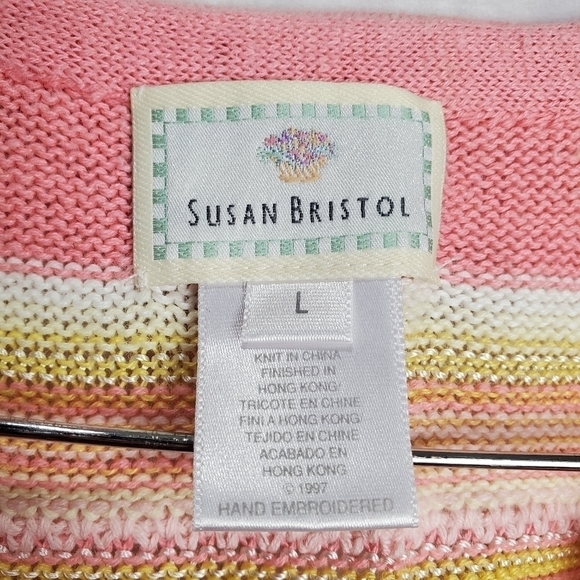 SUSAN BRISTOL
L
KNIT IN CHINA
FINISHED IN
HONG KONG/
TRICOTE EN CHINE
FINI A HONG KONG/
TEJIDO EN CHINE
ACABADO EN
HONG KONG
© 1997
HAND EMBROIDERED